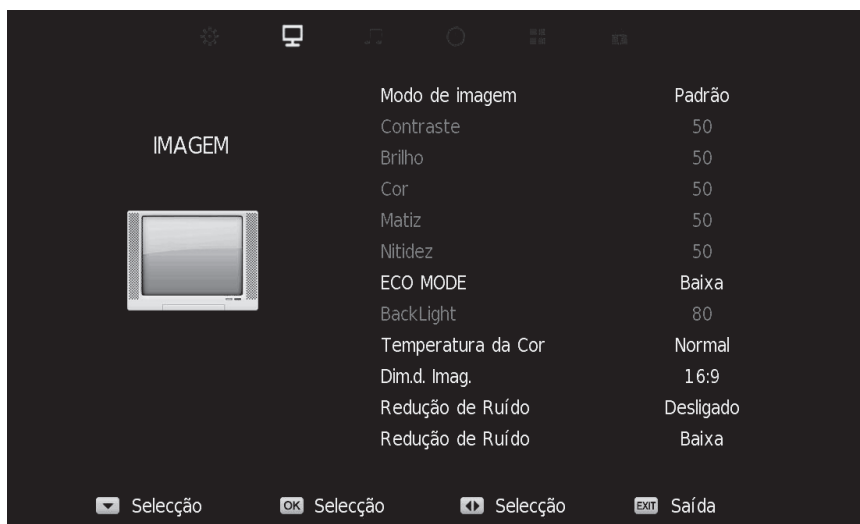 IMAGEM
Modo de imagem Padrão
Contraste 50
Brilho 50
Cor 50
Matiz 50
Nitidez 50
ECO MODE Baixa
BackLight 80
Temperatura da Cor Normal
Dim.d. Imag. 16:9
Redução de Ruído Desligado
Redução de Ruído Baixa
Selecção OK Selecção Selecção EXIT Saída